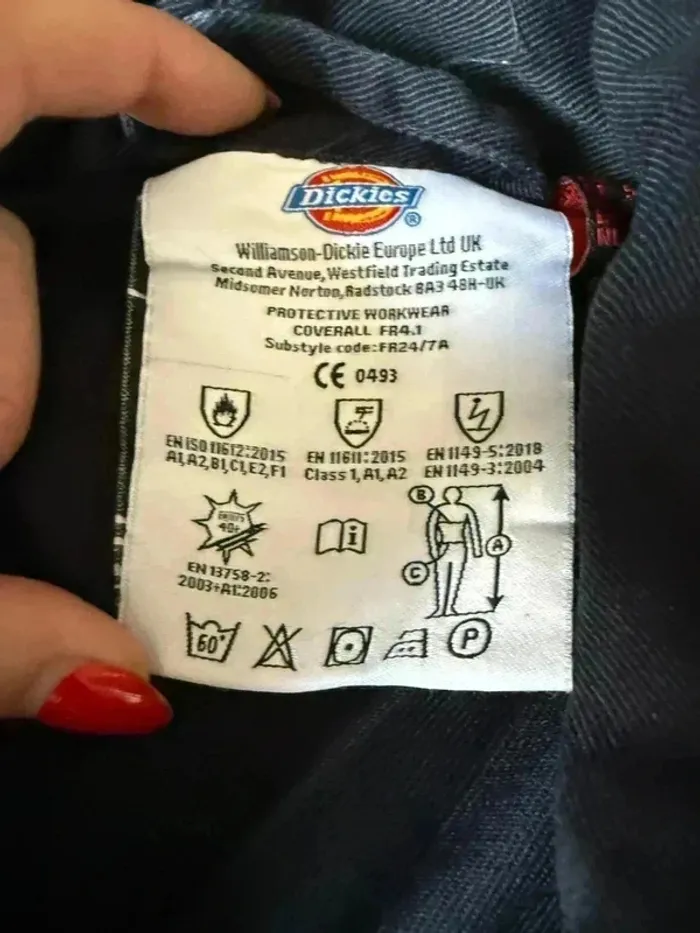 Dickies®
Williamson-Dickie Europe Ltd UK
Second Avenue, Westfield Trading Estate
Midsomer Norton, Radstock BA3 4BH-UK
PROTECTIVE WORKWEAR
COVERALL FR4.1
Substyle code:FR24/7A
CE 0493
EN ISO 11612:2015
A1,A2,B1,C1,E2,F1
EN 11611:2015
Class 1, A1, A2
EN 1149-5:2018
EN 1149-3:2004
40+
B
A
C
EN 13758-2:
2003+A1:2006
60°
P